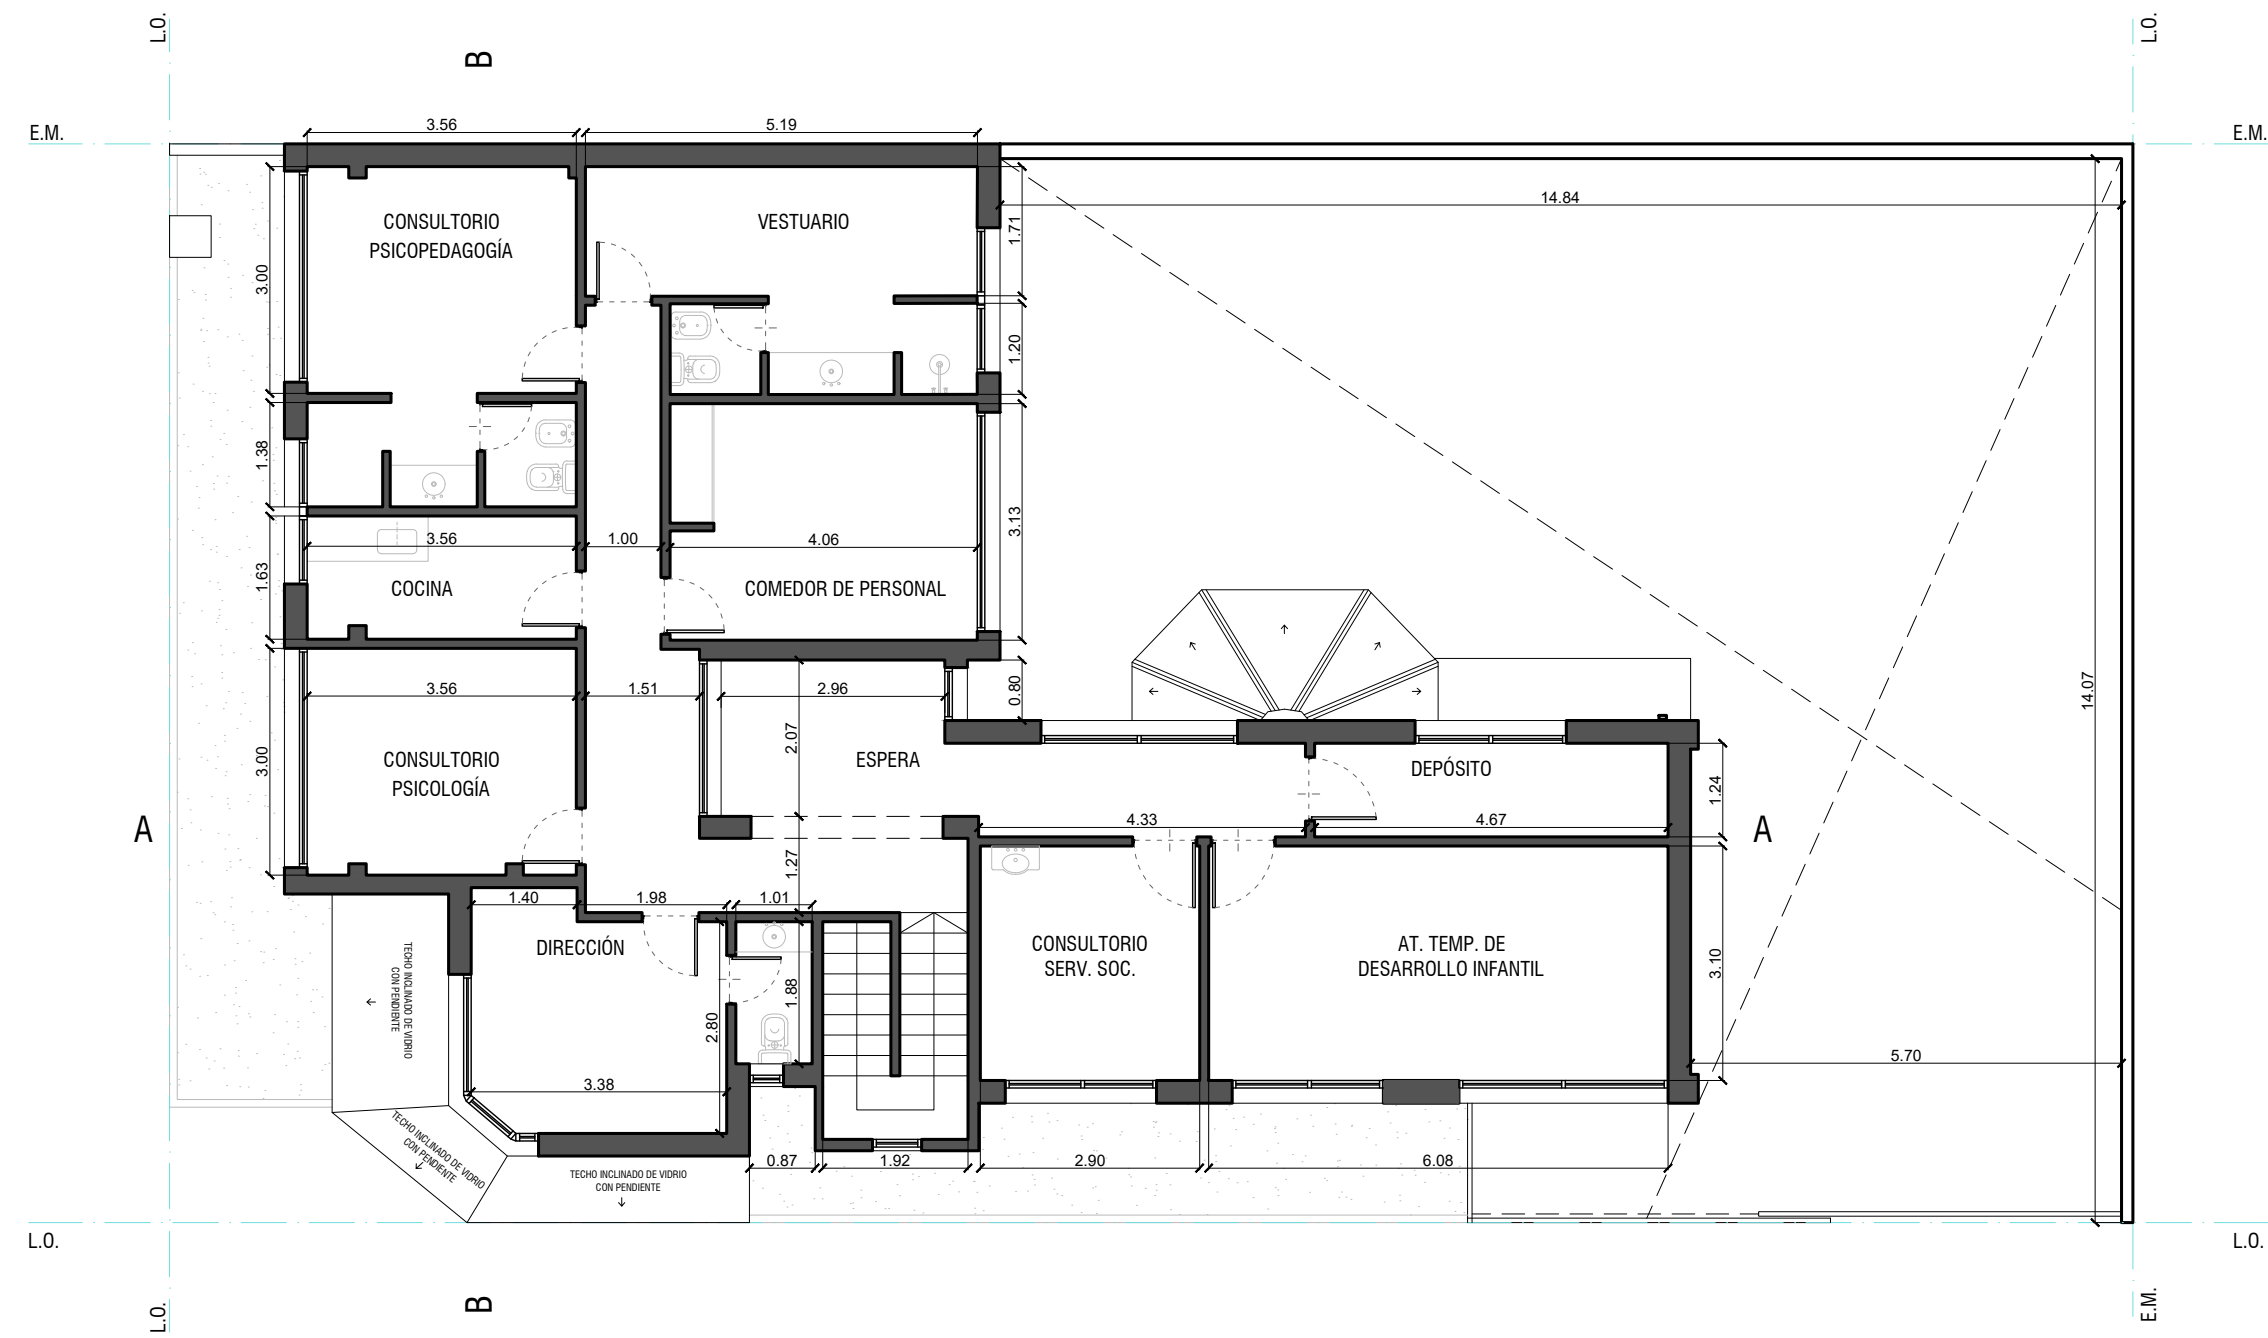 L.O.
B
L.O.
E.M.
3.56
5.19
E.M.
CONSULTORIO
PSICOPEDAGOGÍA
VESTUARIO
14.84
1.71
3.00
1.20
1.38
3.13
3.56
1.00
4.06
1.63
COCINA
COMEDOR DE PERSONAL
3.56
1.51
2.96
0.80
14.07
2.07
3.00
CONSULTORIO
PSICOLOGÍA
ESPERA
DEPÓSITO
1.24
A
4.33
4.67
A
1.27
1.40
1.98
1.01
DIRECCIÓN
CONSULTORIO
SERV. SOC.
AT. TEMP. DE
DESARROLLO INFANTIL
3.10
TECHO INCLINADO DE VIDRIO
CON PENDIENTE
1.88
2.80
5.70
3.38
TECHO INCLINADO DE VIDRIO
CON PENDIENTE
TECHO INCLINADO DE VIDRIO
CON PENDIENTE
0.87
1.92
2.90
6.08
L.O.
L.O.
L.O.
B
E.M.